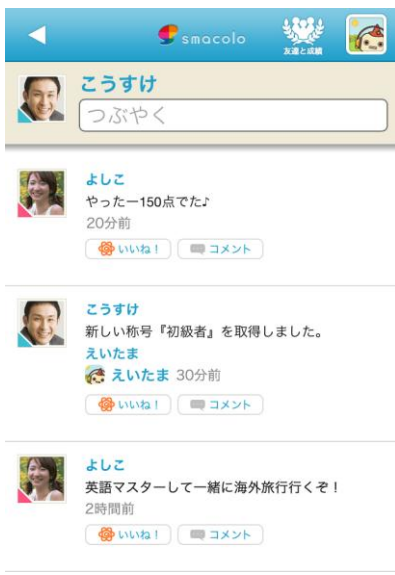 smacolo
友達と成績
こうすけ
つぶやく
よしこ
やったー150点でた♪
20分前
いいね！ コメント
こうすけ
新しい称号『初級者』を取得しました。
えいたま
えいたま 30分前
いいね！ コメント
よしこ
英語マスターして一緒に海外旅行行くぞ！
2時間前
いいね！ コメント